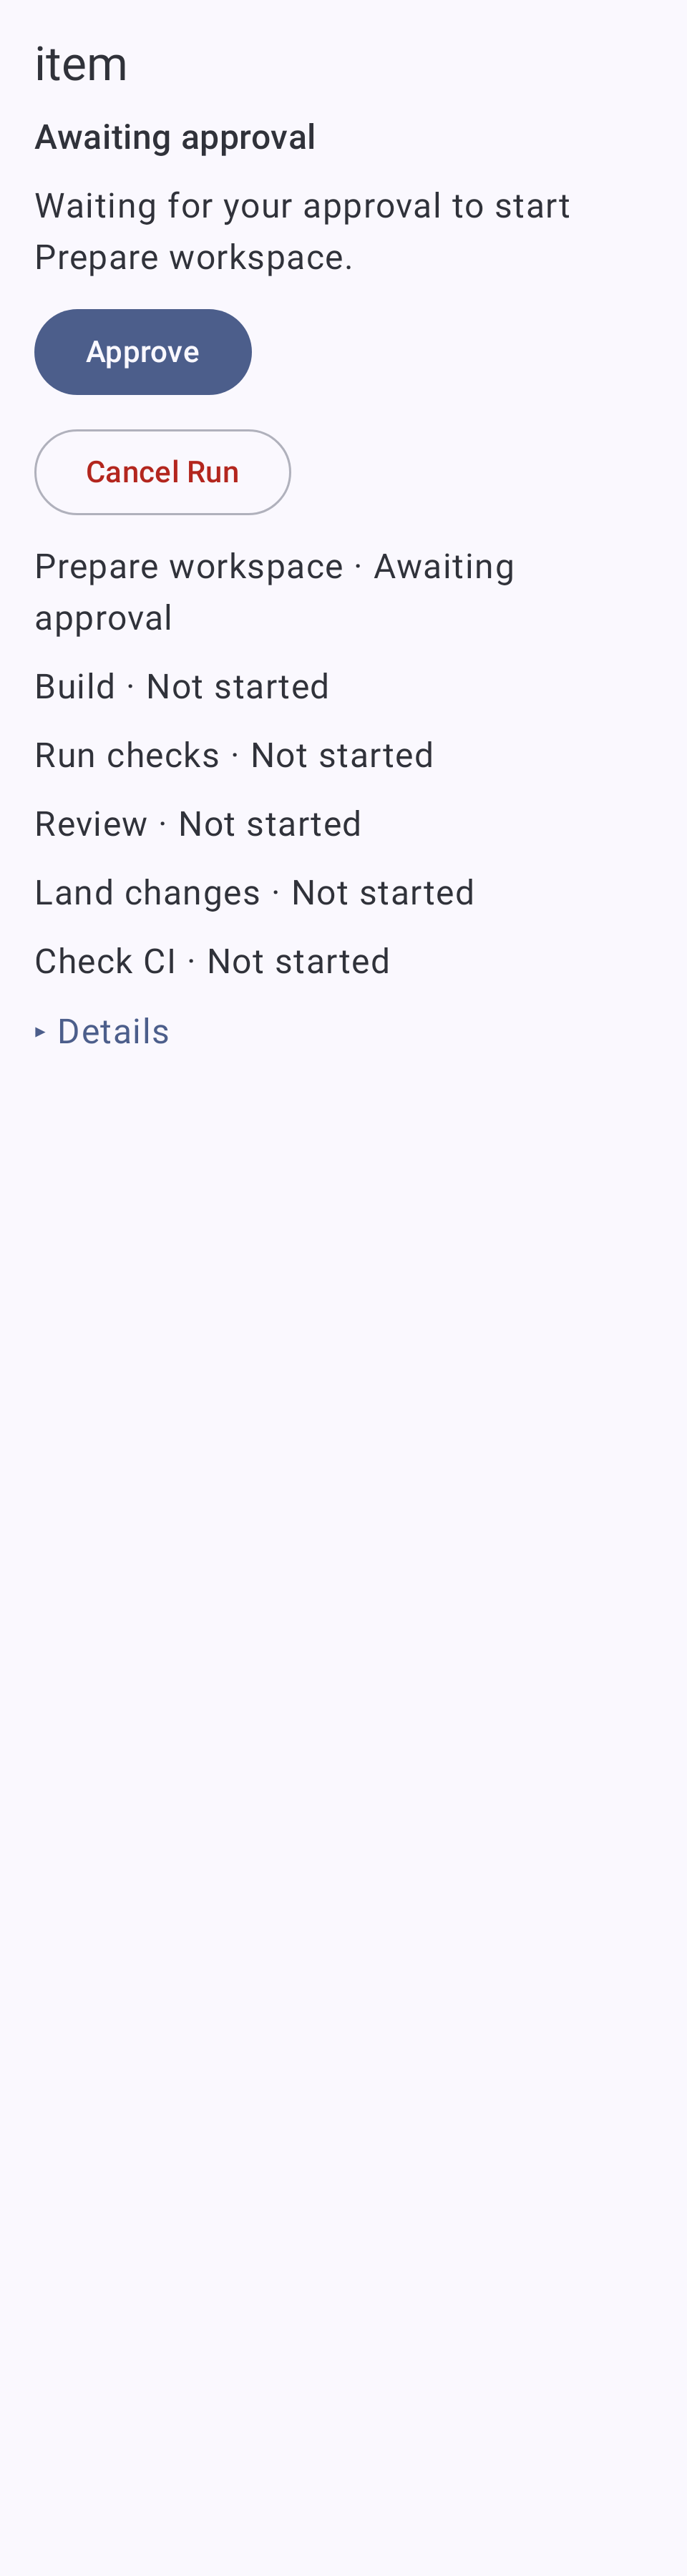 item
Awaiting approval
Waiting for your approval to start
Prepare workspace.
Approve
Cancel Run
Prepare workspace · Awaiting
approval
Build · Not started
Run checks · Not started
Review · Not started
Land changes · Not started
Check CI · Not started
▸ Details